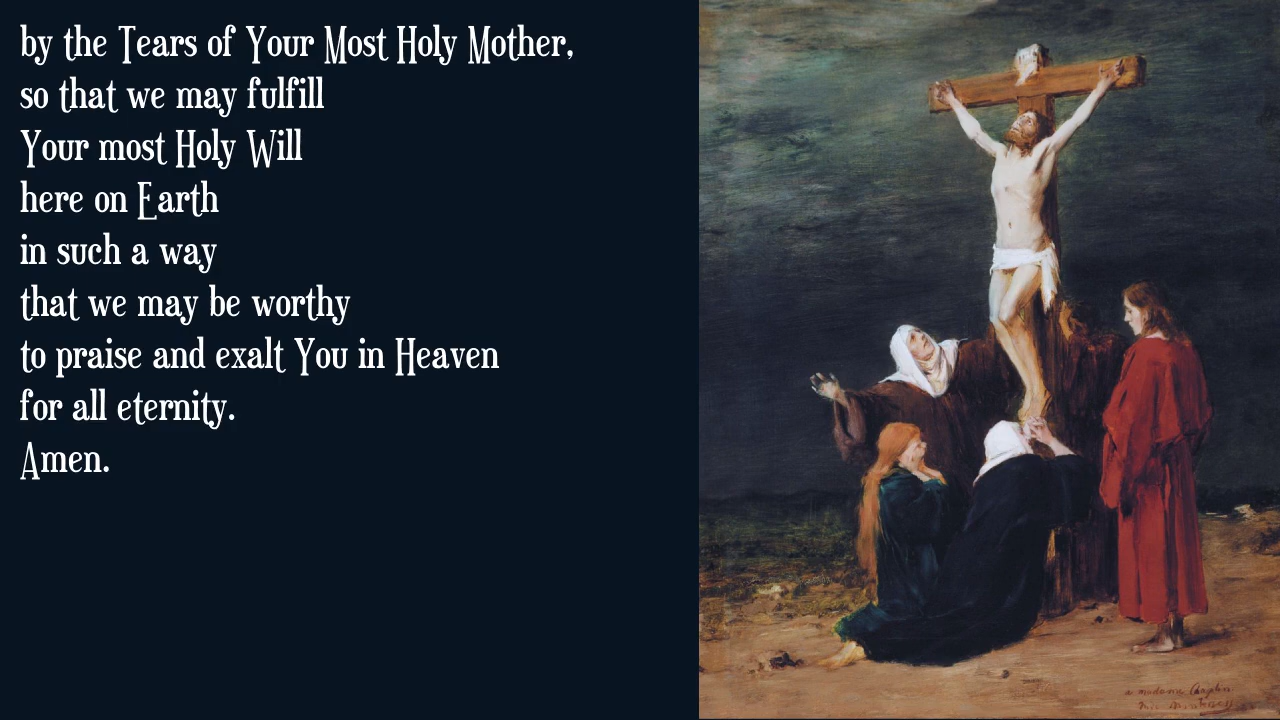 by the Tears of Your Most Holy Mother,
so that we may fulfill
Your most Holy Will
here on Earth
in such a way
that we may be worthy
to praise and exalt You in Heaven
for all eternity.
Amen.
a madame Chaplin